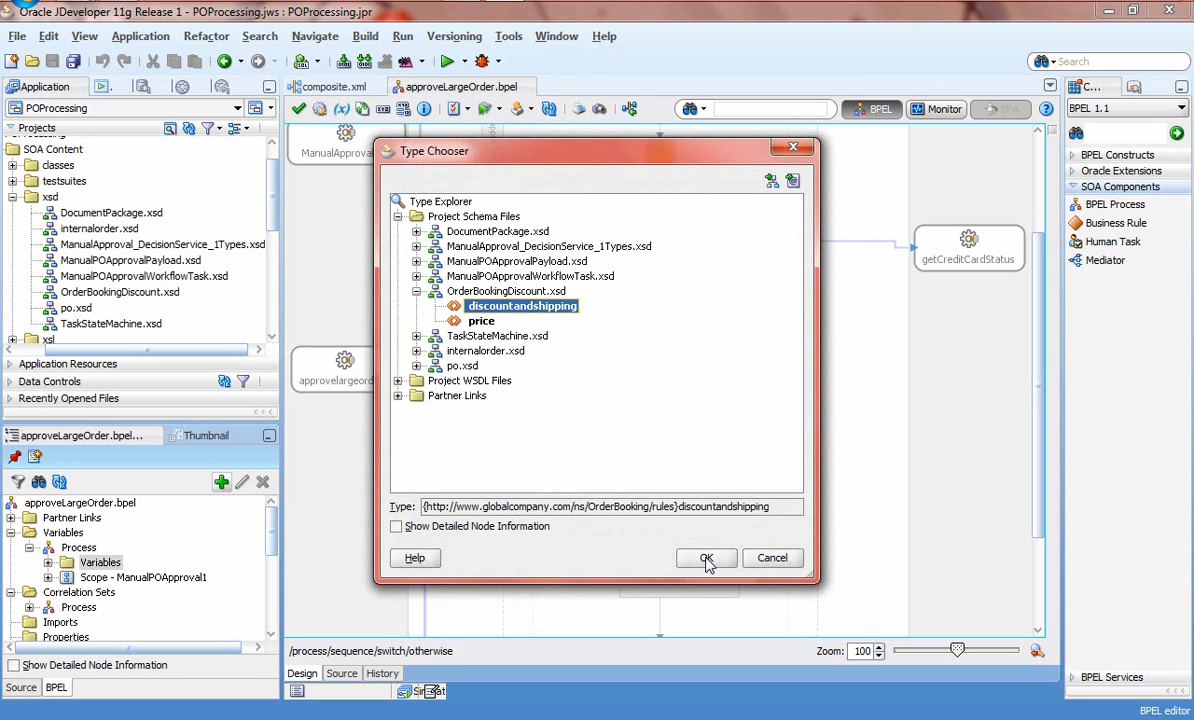 Oracle JDeveloper 11g Release 1 - POProcessing.jws : POProcessing.jpr
File Edit View Application Refactor Search Navigate Build Run Versioning Tools Window Help
Search
Application
composite.xml
approveLargeOrder.bpel
C...
POProcessing
BPEL
Monitor
BPEL 1.1
Projects
SOA Content
classes
testsuites
xsd
DocumentPackage.xsd
internalorder.xsd
ManualApproval_DecisionService_1Types.xsd
ManualPOApprovalPayload.xsd
ManualPOApprovalWorkflowTask.xsd
OrderBookingDiscount.xsd
po.xsd
TaskStateMachine.xsd
xsl
Application Resources
Data Controls
Recently Opened Files
approveLargeOrder.bpel...
Thumbnail
approveLargeOrder.bpel
Partner Links
Variables
Process
Variables
Scope - ManualPOApproval1
Correlation Sets
Process
Imports
Properties
Show Detailed Node Information
Source BPEL
ManualApproval
approvelargeord
getCreditCardStatus
Type Chooser
Type Explorer
Project Schema Files
DocumentPackage.xsd
ManualApproval_DecisionService_1Types.xsd
ManualPOApprovalPayload.xsd
ManualPOApprovalWorkflowTask.xsd
OrderBookingDiscount.xsd
discountandshipping
price
TaskStateMachine.xsd
internalorder.xsd
po.xsd
Project WSDL Files
Partner Links
Type: {http://www.globalcompany.com/ns/OrderBooking/rules}discountandshipping
Show Detailed Node Information
Help OK Cancel
/process/sequence/switch/otherwise
Zoom: 100
Design Source History
BPEL Constructs
Oracle Extensions
SOA Components
BPEL Process
Business Rule
Human Task
Mediator
BPEL Services
BPEL editor